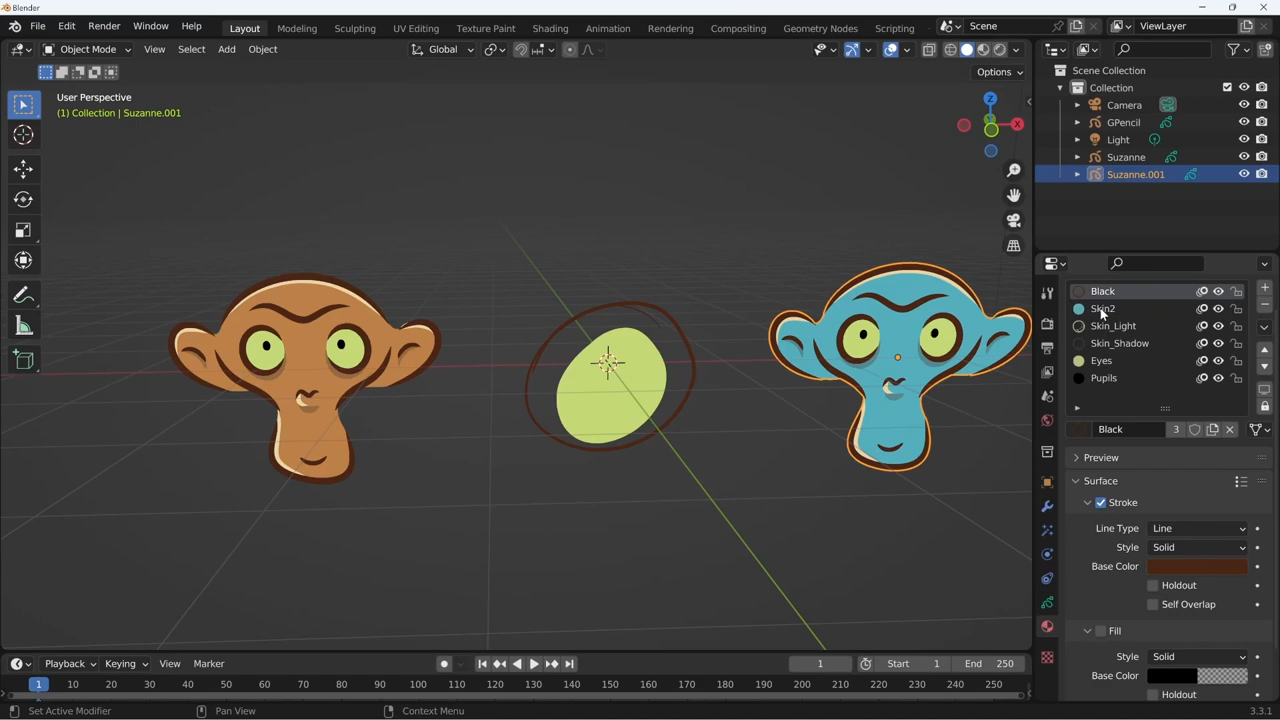 Blender
File Edit Render Window Help Layout Modeling Sculpting UV Editing Texture Paint Shading Animation Rendering Compositing Geometry Nodes Scripting Scene ViewLayer
Object Mode View Select Add Object Global
Options
User Perspective
(1) Collection | Suzanne.001
Z
X
Scene Collection
Collection
Camera
GPencil
Light
Suzanne
Suzanne.001
Black
Skin2
Skin_Light
Skin_Shadow
Eyes
Pupils
Black 3
Preview
Surface
Stroke
Line Type Line
Style Solid
Base Color
Holdout
Self Overlap
Fill
Style Solid
Base Color
Holdout
Playback Keying View Marker 1 Start 1 End 250
1 10 20 30 40 50 60 70 80 90 100 110 120 130 140 150 160 170 180 190 200 210 220 230 240 250
Set Active Modifier Pan View Context Menu 3.3.1